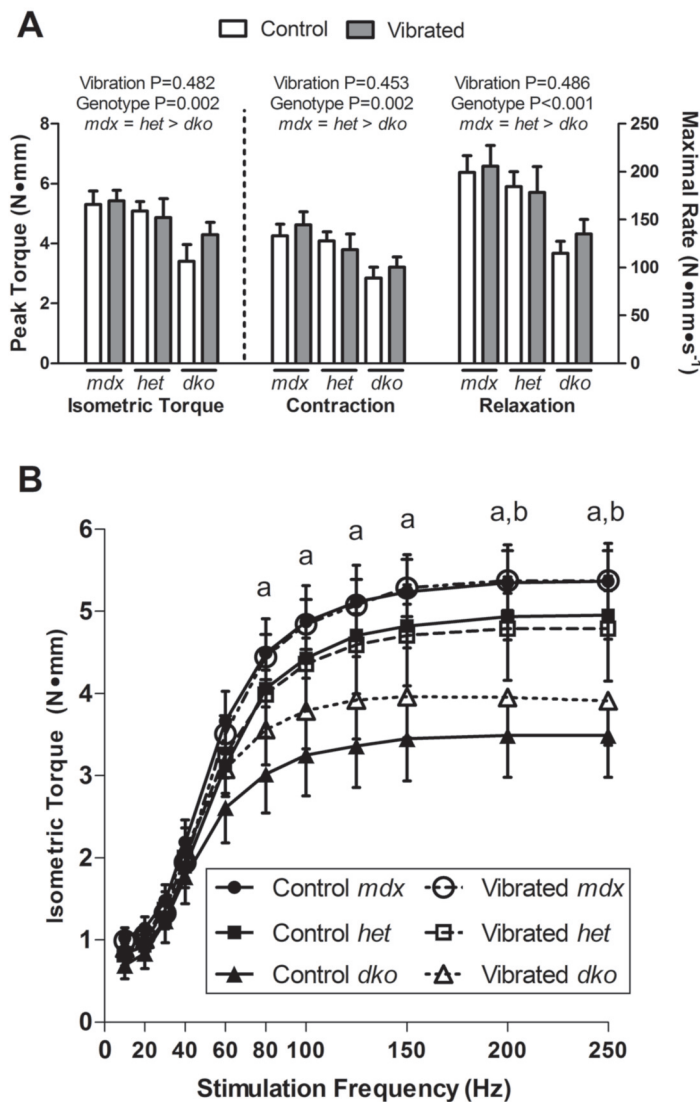 A
Control Vibrated
Vibration P=0.482 Vibration P=0.453 Vibration P=0.486
Genotype P=0.002 Genotype P=0.002 Genotype P<0.001
mdx = het > dko mdx = het > dko mdx = het > dko
Peak Torque (N•mm)
8
6
4
2
0
Maximal Rate (N•mm•s-1)
250
200
150
100
50
0
mdx het dko mdx het dko mdx het dko
Isometric Torque Contraction Relaxation
B
Isometric Torque (N•mm)
6
5
4
3
2
1
0
a a a a a,b a,b
Control mdx Vibrated mdx
Control het Vibrated het
Control dko Vibrated dko
0 20 40 60 80 100 150 200 250
Stimulation Frequency (Hz)